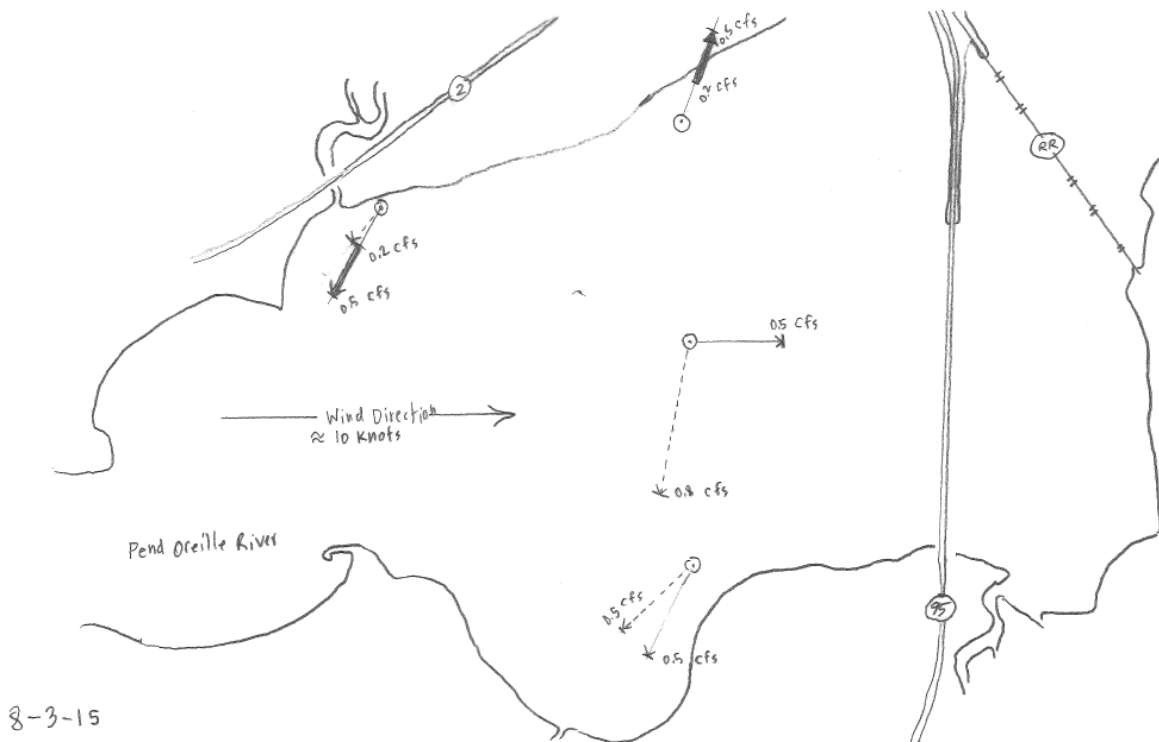 0.5 cfs
2
0.2 cfs
RR
0.2 cfs
0.5 cfs
0.5 cfs
Wind Direction
≈ 10 knots
0.8 cfs
Pend Oreille River
0.5 cfs
95
0.5 cfs
8-3-15